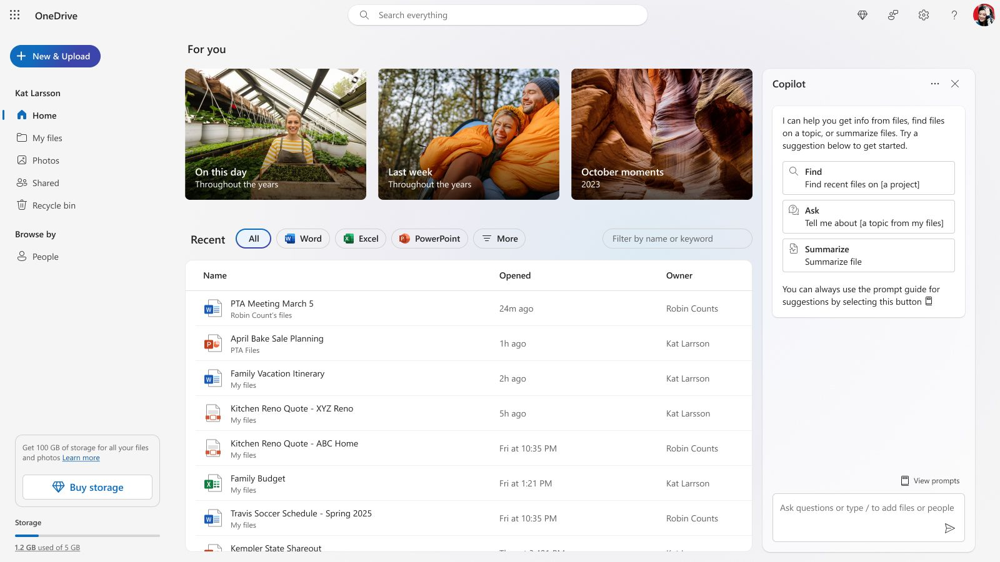 OneDrive
Search everything
?
New & Upload
Kat Larsson
Home
My files
Photos
Shared
Recycle bin
Browse by
People
Get 100 GB of storage for all your files
and photos Learn more
Buy storage
Storage
1.2 GB used of 5 GB
For you
On this day
Throughout the years
Last week
Throughout the years
October moments
2023
Recent
All
Word
Excel
PowerPoint
More
Filter by name or keyword
Name Opened Owner
PTA Meeting March 5
Robin Count's files
24m ago
Robin Counts
April Bake Sale Planning
PTA Files
1h ago
Kat Larrson
Family Vacation Itinerary
My files
2h ago
Kat Larrson
Kitchen Reno Quote - XYZ Reno
My files
5h ago
Kat Larsson
Kitchen Reno Quote - ABC Home
My files
Fri at 10:35 PM
Robin Counts
Family Budget
My files
Fri at 1:21 PM
Kat Larrson
Travis Soccer Schedule - Spring 2025
My files
Fri at 10:35 PM
Robin Counts
Kempler State Shareout
Copilot
I can help you get info from files, find files
on a topic, or summarize files. Try a
suggestion below to get started.
Find
Find recent files on [a project]
Ask
Tell me about [a topic from my files]
Summarize
Summarize file
You can always use the prompt guide for
suggestions by selecting this button
View prompts
Ask questions or type / to add files or people